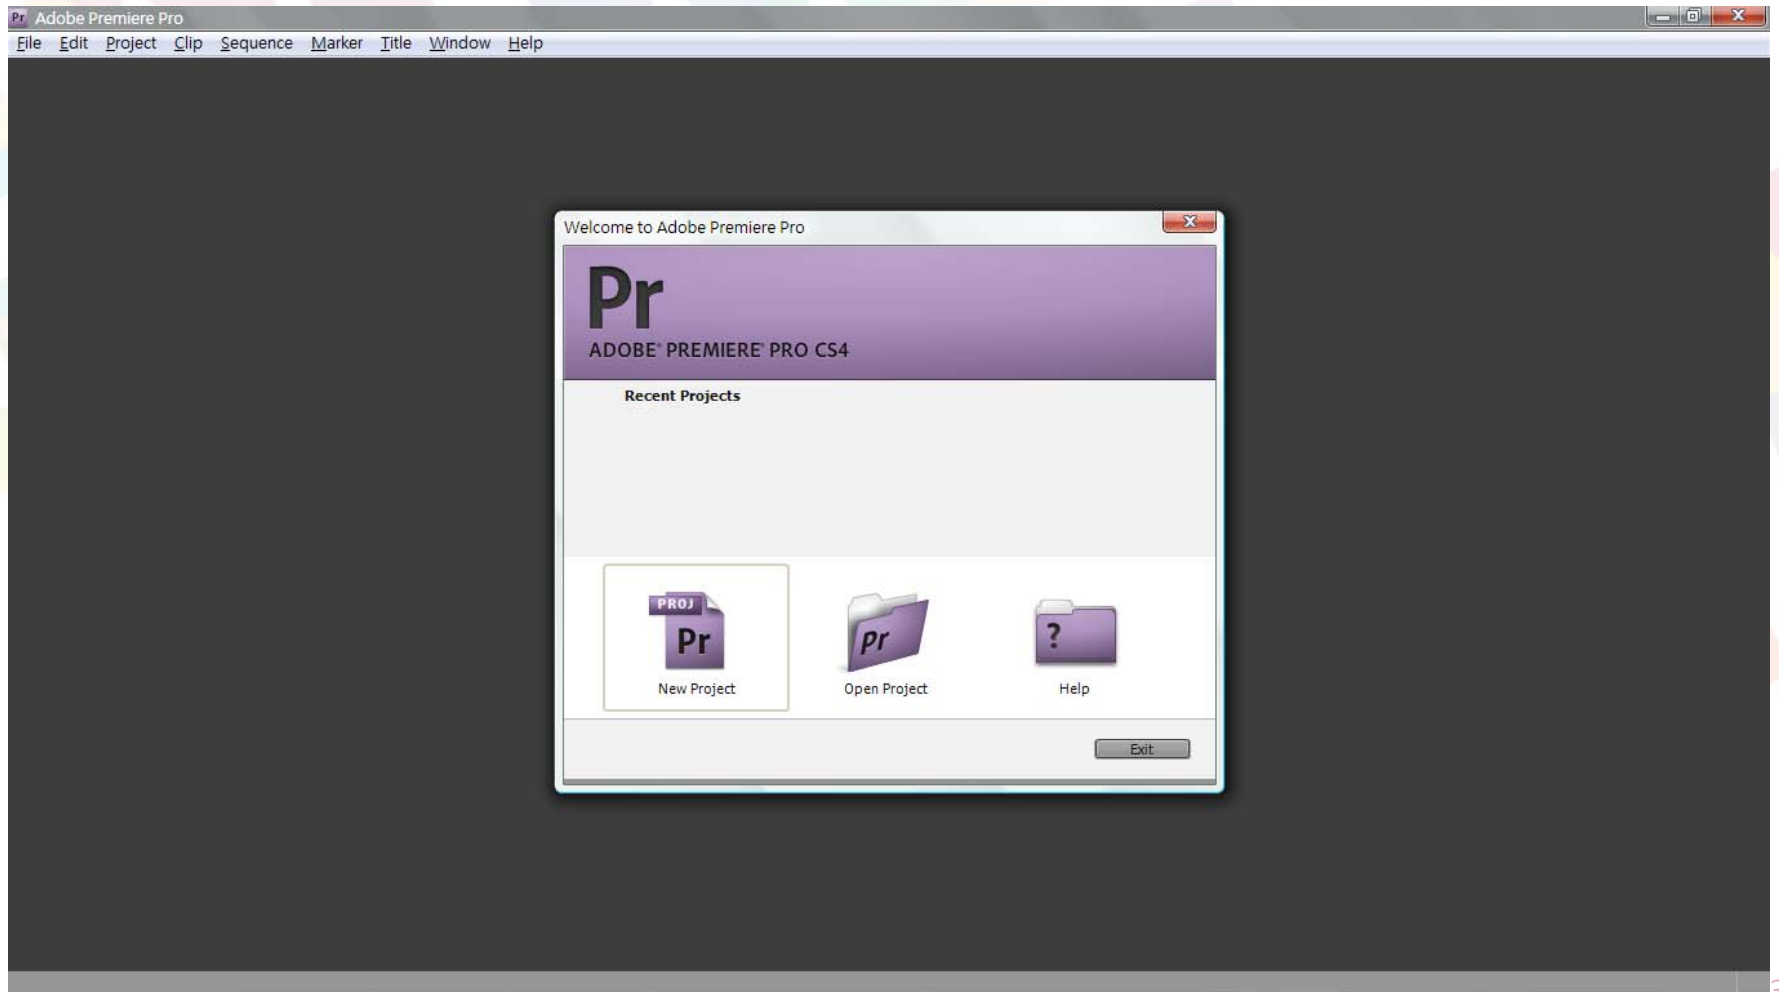 Pr Adobe Premiere Pro
File Edit Project Clip Sequence Marker Title Window Help
Welcome to Adobe Premiere Pro
Pr
ADOBE® PREMIERE® PRO CS4
Recent Projects
PROJ
Pr
Pr
?
New Project Open Project Help
Exit